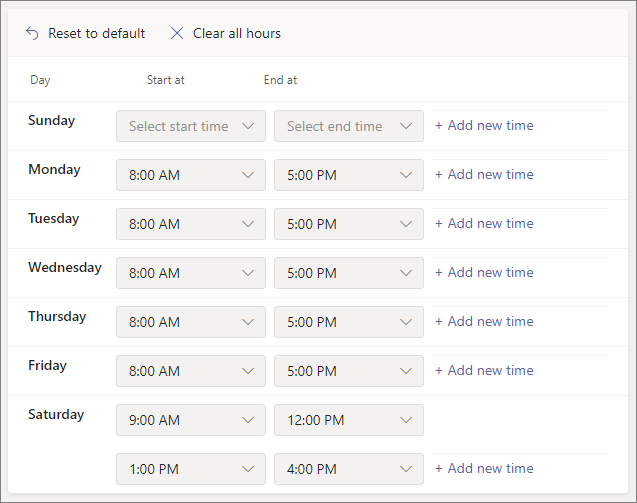 Reset to default Clear all hours
Day Start at End at
Sunday Select start time Select end time + Add new time
Monday 8:00 AM 5:00 PM + Add new time
Tuesday 8:00 AM 5:00 PM + Add new time
Wednesday 8:00 AM 5:00 PM + Add new time
Thursday 8:00 AM 5:00 PM + Add new time
Friday 8:00 AM 5:00 PM + Add new time
Saturday 9:00 AM 12:00 PM
1:00 PM 4:00 PM + Add new time